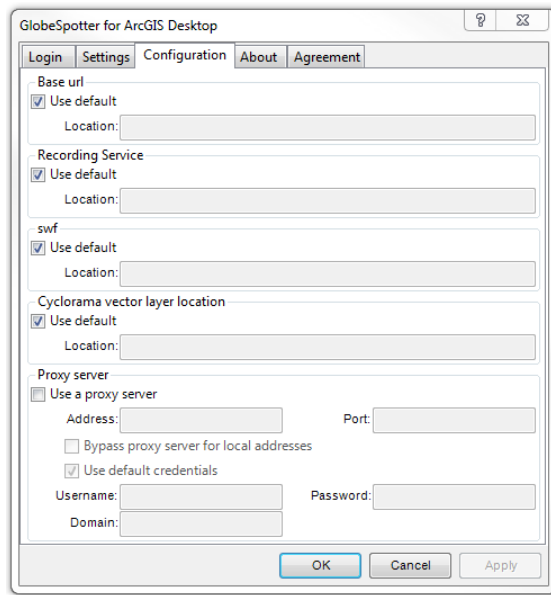 GlobeSpotter for ArcGIS Desktop
Login Settings Configuration About Agreement
Base url
Use default
Location:
Recording Service
Use default
Location:
swf
Use default
Location:
Cyclorama vector layer location
Use default
Location:
Proxy server
Use a proxy server
Address: Port:
Bypass proxy server for local addresses
Use default credentials
Username: Password:
Domain:
OK Cancel Apply